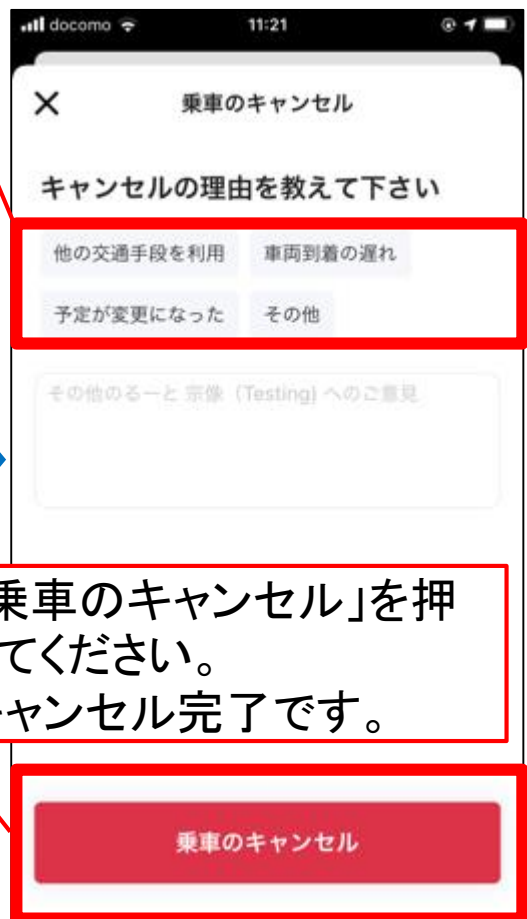 docomo 11:21
乗車のキャンセル
キャンセルの理由を教えて下さい
他の交通手段を利用 車両到着の遅れ
予定が変更になった その他
その他のるーと 宗像 (Testing) へのご意見
乗車のキャンセル」を押
てください。
キャンセル完了です。
乗車のキャンセル